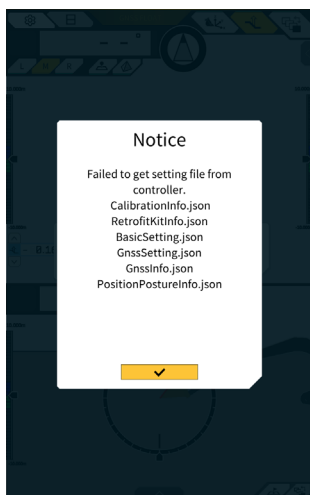 L
R
Notice
Failed to get setting file from
controller.
CalibrationInfo.json
RetrofitKitInfo.json
BasicSetting.json
GnssSetting.json
GnssInfo.json
PositionPostureInfo.json